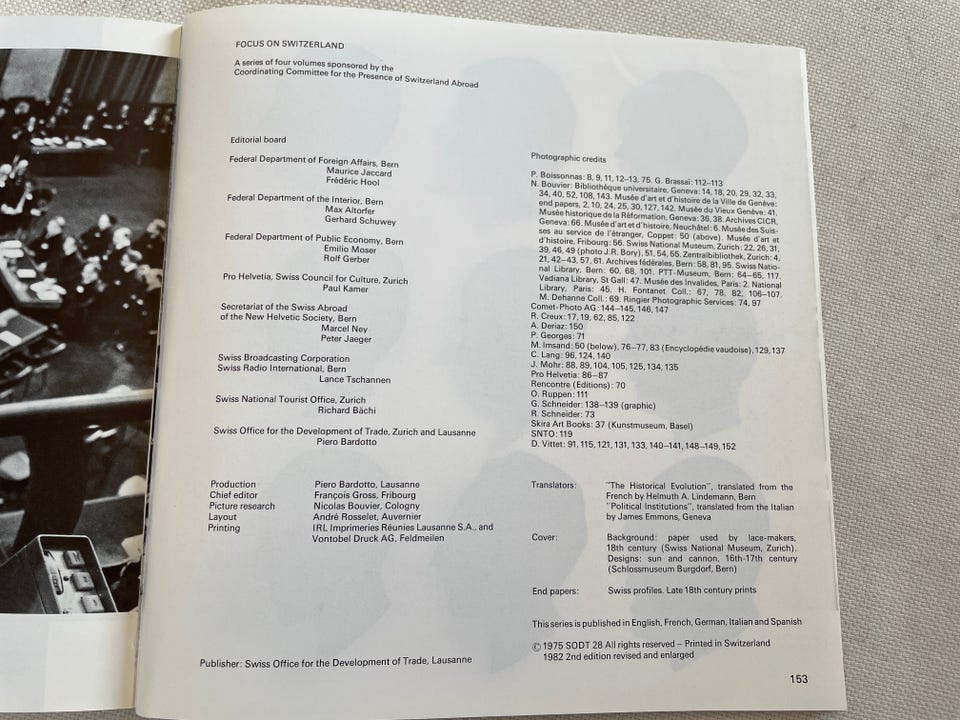 FOCUS ON SWITZERLAND
A series of four volumes sponsored by the
Coordinating Committee for the Presence of Switzerland Abroad
Editorial board
Federal Department of Foreign Affairs, Bern
Maurice Jaccard
Frédéric Hool
Federal Department of the Interior, Bern
Max Altorfer
Gerhard Schuwey
Federal Department of Public Economy, Bern
Emilio Moser
Rolf Gerber
Pro Helvetia, Swiss Council for Culture, Zurich
Paul Kamer
Secretariat of the Swiss Abroad
of the New Helvetic Society, Bern
Marcel Ney
Peter Jaeger
Swiss Broadcasting Corporation
Swiss Radio International, Bern
Lance Tschannen
Swiss National Tourist Office, Zurich
Richard Bächi
Swiss Office for the Development of Trade, Zurich and Lausanne
Piero Bardotto
Production Piero Bardotto, Lausanne
Chief editor François Gross, Fribourg
Picture research Nicolas Bouvier, Cologny
Layout André Rosselet, Auvernier
Printing IRL Imprimeries Réunies Lausanne S.A., and
Vontobel Druck AG, Feldmeilen
Publisher: Swiss Office for the Development of Trade, Lausanne
Photographic credits
P. Boissonnas: 8, 9, 11, 12–13, 75. G. Brassaï: 112–113
N. Bouvier: Bibliothèque universitaire, Geneva: 14, 18, 20, 29, 32, 33,
34, 40, 52, 108, 143. Musée d'art et d'histoire de la Ville de Genève:
end papers, 2, 10, 24, 25, 30, 127, 142. Musée du Vieux Genève: 41.
Musée historique de la Réformation, Geneva: 36, 38. Archives CICR,
Geneva: 66. Musée d'art et d'histoire, Neuchâtel: 6. Musée des Suis-
ses au service de l'étranger, Coppet: 50 (above). Musée d'art et
d'histoire, Fribourg: 56. Swiss National Museum, Zurich: 22, 26, 31,
39, 46, 49 (photo J.R. Bory), 51, 54, 55. Zentralbibliothek, Zurich: 4,
21, 42–43, 57, 61. Archives fédérales, Bern: 58, 81, 95. Swiss Natio-
nal Library, Bern: 60, 68, 101. PTT-Museum, Bern: 64–65, 117.
Vadiana Library, St Gall: 47. Musée des Invalides, Paris: 2. National
Library, Paris: 45. H. Fontanet Coll.: 67, 78, 82, 106–107.
M. Dehanne Coll.: 69. Ringier Photographic Services: 74, 97
Comet-Photo AG: 144–145, 146, 147
R. Creux: 17, 19, 62, 85, 122
A. Deriaz: 150
P. Georges: 71
M. Imsand: 50 (below), 76–77, 83 (Encyclopédie vaudoise), 129, 137
C. Lang: 96, 124, 140
J. Mohr: 88, 89, 104, 105, 125, 134, 135
Pro Helvetia: 86–87
Rencontre (Editions): 70
O. Ruppen: 111
G. Schneider: 138–139 (graphic)
R. Schneider: 73
Skira Art Books: 37 (Kunstmuseum, Basel)
SNTO: 119
D. Vittet: 91, 115, 121, 131, 133, 140–141, 148–149, 152
Translators: "The Historical Evolution", translated from the
French by Helmuth A. Lindemann, Bern
"Political Institutions", translated from the Italian
by James Emmons, Geneva
Cover: Background: paper used by lace-makers,
18th century (Swiss National Museum, Zurich).
Designs: sun and cannon, 16th-17th century
(Schlossmuseum Burgdorf, Bern)
End papers: Swiss profiles. Late 18th century prints
This series is published in English, French, German, Italian and Spanish
© 1975 SODT 28 All rights reserved – Printed in Switzerland
1982 2nd edition revised and enlarged
153